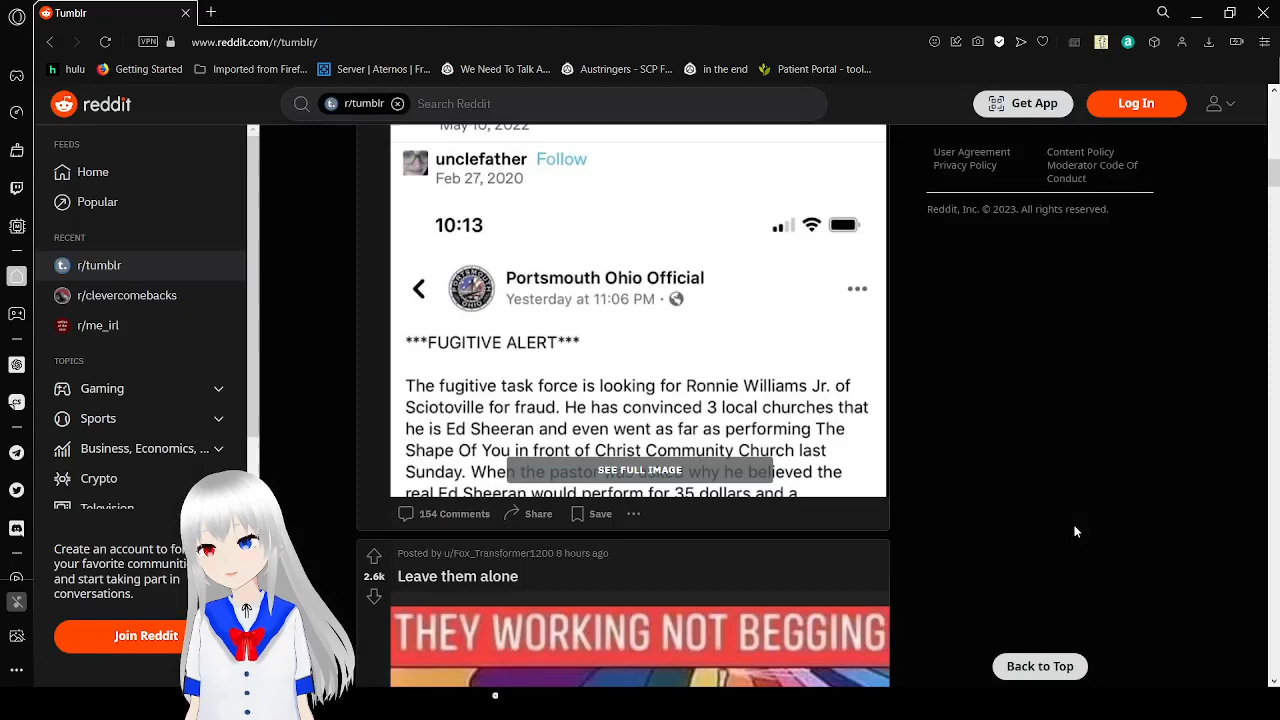 Tumblr
VPN
www.reddit.com/r/tumblr/
hulu
Getting Started
Imported from Firef...
Server | Aternos | Fr...
We Need To Talk A...
Austringers - SCP F...
in the end
Patient Portal - tool...
reddit
r/tumblr
Search Reddit
Get App
Log In
FEEDS
Home
Popular
RECENT
r/tumblr
r/clevercomebacks
r/me_irl
TOPICS
Gaming
Sports
Business, Economics, ...
Crypto
Television
Create an account to fo
your favorite communiti
and start taking part in
conversations.
Join Reddit
May 10, 2022
unclefather Follow
Feb 27, 2020
10:13
Portsmouth Ohio Official
Yesterday at 11:06 PM ·
***FUGITIVE ALERT***
The fugitive task force is looking for Ronnie Williams Jr. of
Sciotoville for fraud. He has convinced 3 local churches that
he is Ed Sheeran and even went as far as performing The
Shape Of You in front of Christ Community Church last
Sunday. When the pastor was asked why he believed the
SEE FULL IMAGE
real Ed Sheeran would perform for 35 dollars and a
154 Comments
Share
Save
Posted by u/Fox_Transformer1200 8 hours ago
2.6k
Leave them alone
THEY WORKING NOT BEGGING
User Agreement
Privacy Policy
Content Policy
Moderator Code Of
Conduct
Reddit, Inc. © 2023. All rights reserved.
Back to Top